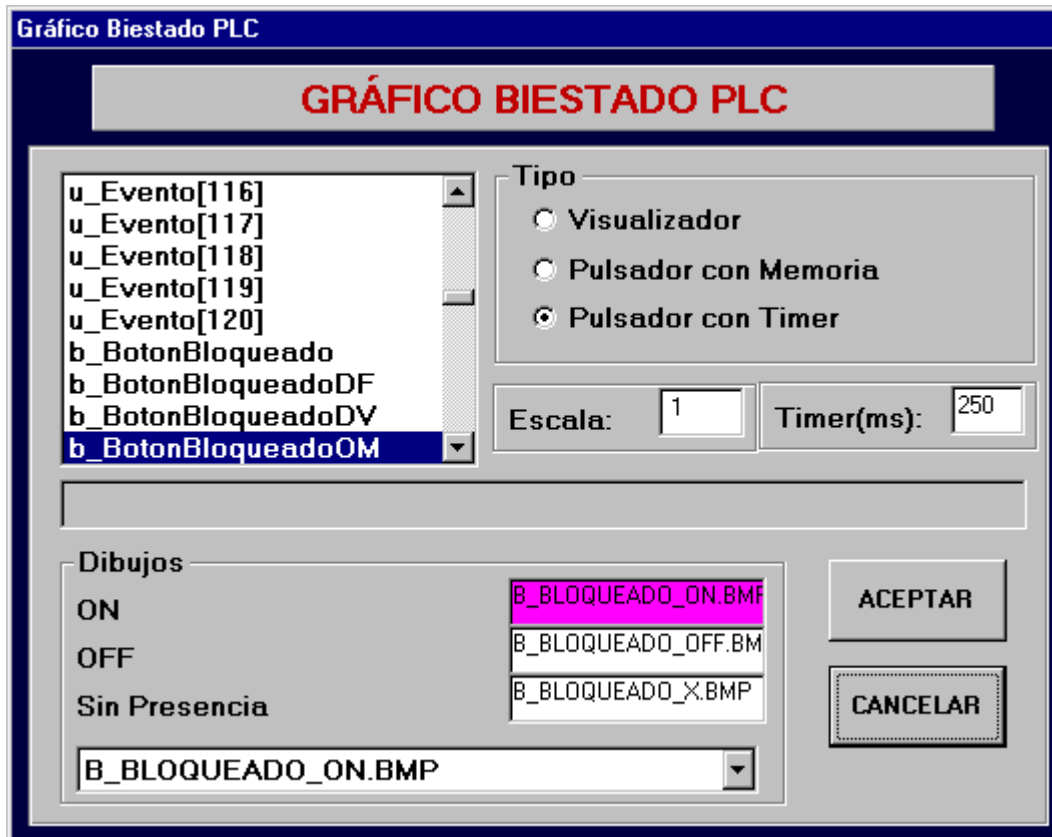 Gráfico Biestado PLC
GRÁFICO BIESTADO PLC
u_Evento[116]
u_Evento[117]
u_Evento[118]
u_Evento[119]
u_Evento[120]
b_BotonBloqueado
b_BotonBloqueadoDF
b_BotonBloqueadoDV
b_BotonBloqueadoOM
Tipo
Visualizador
Pulsador con Memoria
Pulsador con Timer
Escala: 1
Timer(ms): 250
Dibujos
ON B_BLOQUEADO_ON.BMP
OFF B_BLOQUEADO_OFF.BM
Sin Presencia B_BLOQUEADO_X.BMP
B_BLOQUEADO_ON.BMP
ACEPTAR
CANCELAR